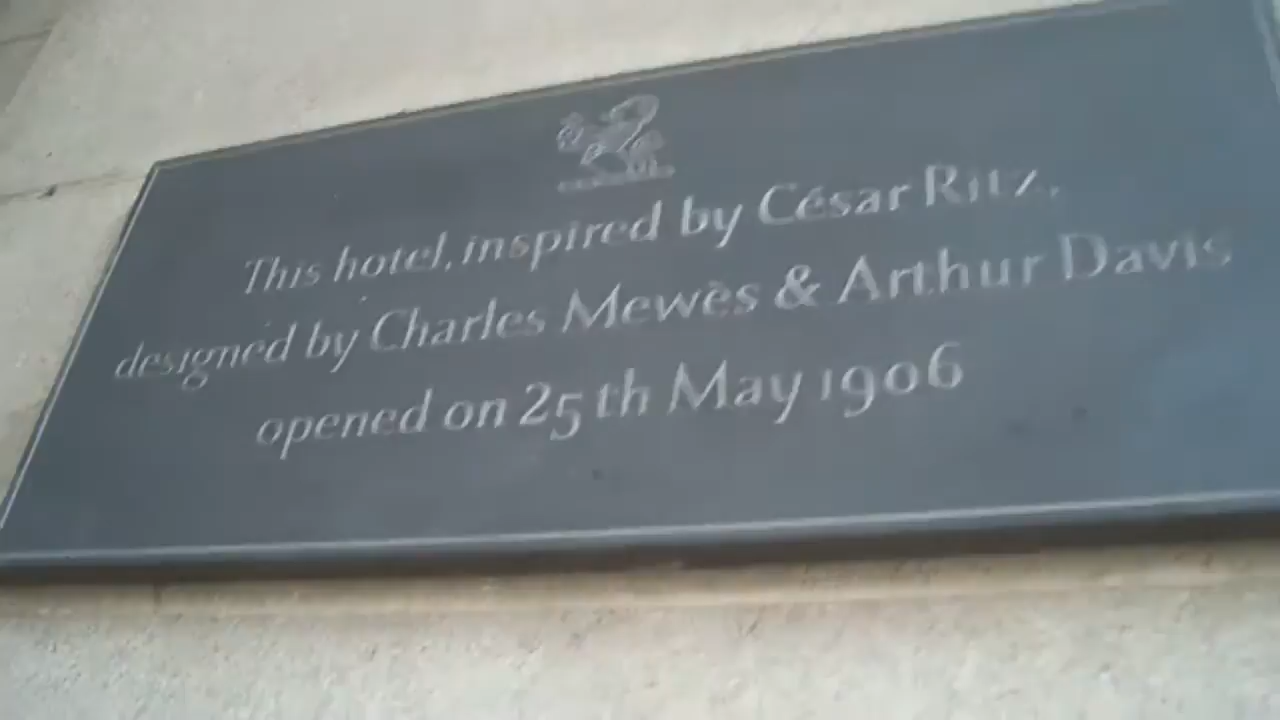 This hotel, inspired by César Ritz,
designed by Charles Mewès & Arthur Davis
opened on 25th May 1906